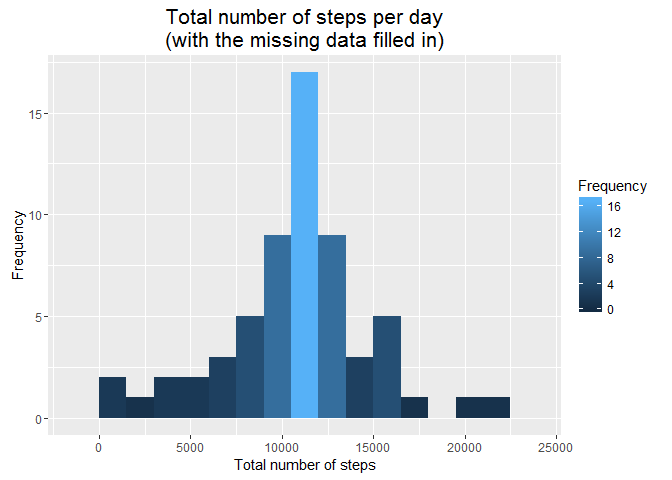 Total number of steps per day
(with the missing data filled in)
Frequency
15
10
5
0
0 5000 10000 15000 20000 25000
Total number of steps
Frequency
16
12
8
4
0